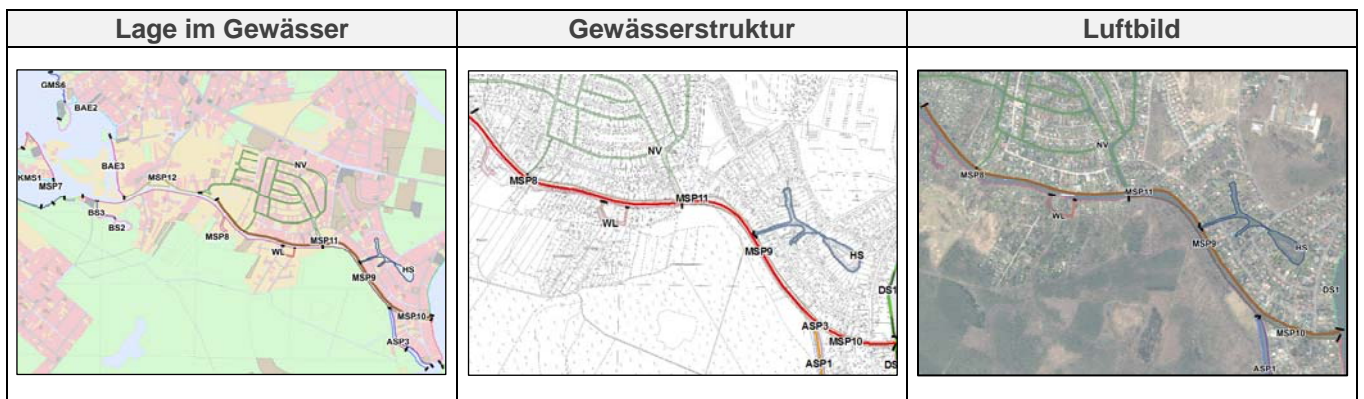 Lage im Gewässer
Gewässerstruktur
Luftbild
GMS6
BAE2
BAE3
NV
KMS1
MSP7
MSP12
BS3
BS2
MSP8
WL
MSP11
MSP9
HS
MSP10
ASP3
NV
MSP8
MSP11
WL
MSP9
HS
DS1
ASP3
MSP10
ASP1
DS
NV
MSP8
MSP11
WL
MSP9
HS
DS1
MSP10
ASP1